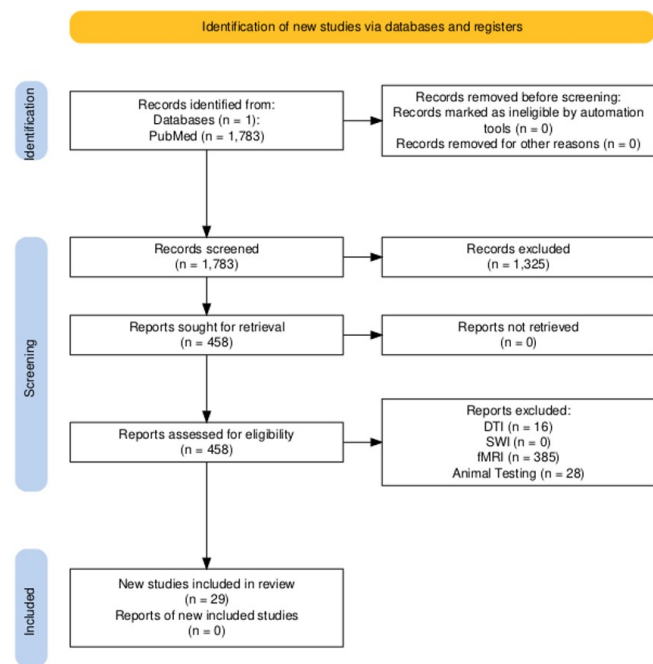 Identification of new studies via databases and registers
Identification
Records identified from:
Databases (n = 1):
PubMed (n = 1,783)
Records removed before screening:
Records marked as ineligible by automation
tools (n = 0)
Records removed for other reasons (n = 0)
Screening
Records screened
(n = 1,783)
Records excluded
(n = 1,325)
Reports sought for retrieval
(n = 458)
Reports not retrieved
(n = 0)
Reports assessed for eligibility
(n = 458)
Reports excluded:
DTI (n = 16)
SWI (n = 0)
fMRI (n = 385)
Animal Testing (n = 28)
Included
New studies included in review
(n = 29)
Reports of new included studies
(n = 0)